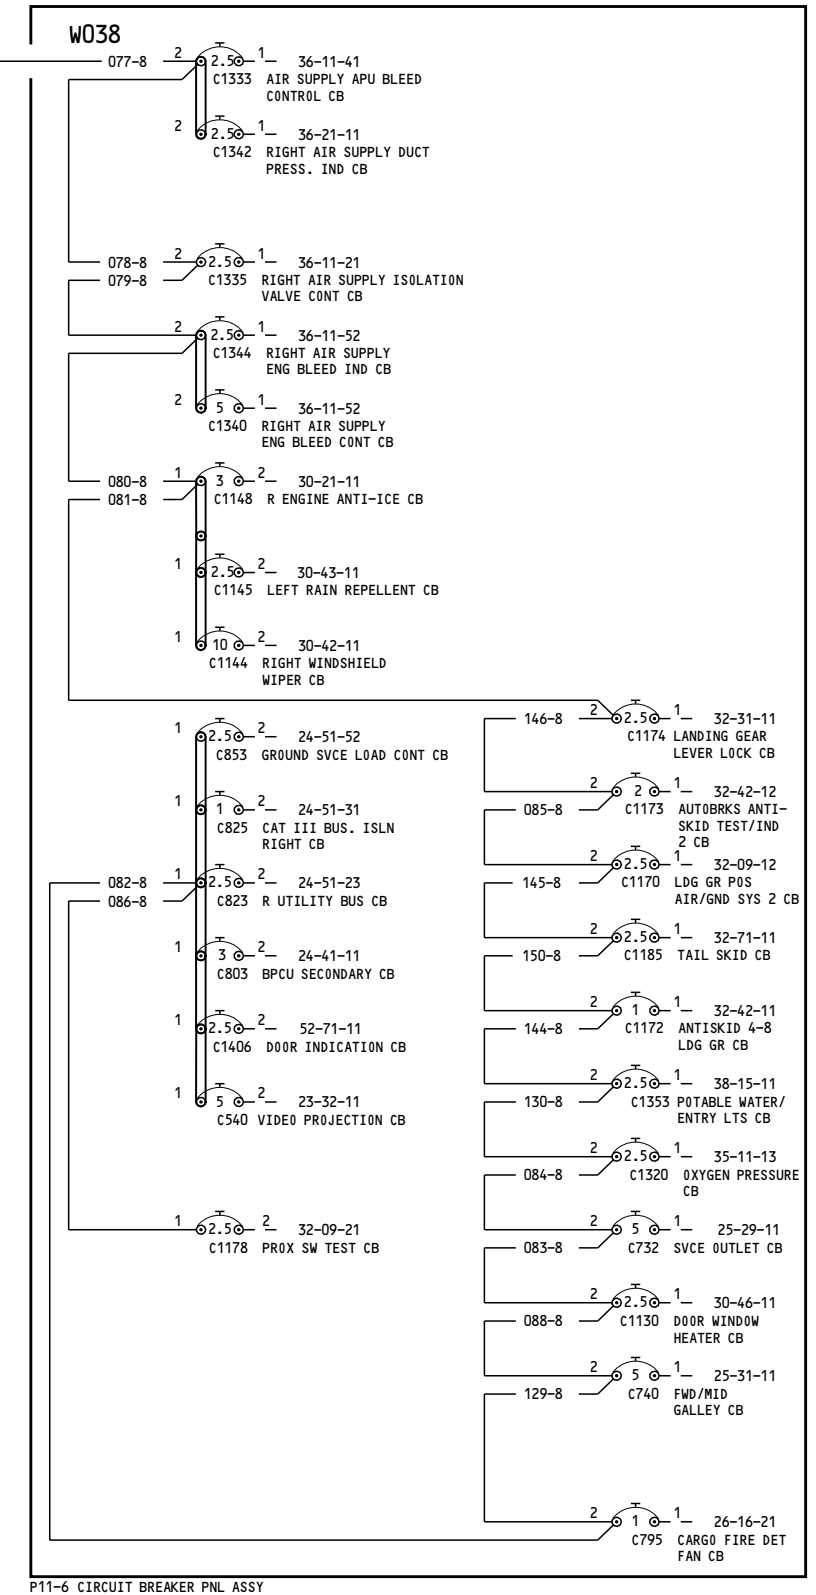 W038
077-8 2 2.5 1 36-11-41
C1333 AIR SUPPLY APU BLEED
CONTROL CB
2 2.5 1 36-21-11
C1342 RIGHT AIR SUPPLY DUCT
PRESS. IND CB
078-8 2 2.5 1 36-11-21
079-8 C1335 RIGHT AIR SUPPLY ISOLATION
VALVE CONT CB
2 2.5 1 36-11-52
C1344 RIGHT AIR SUPPLY
ENG BLEED IND CB
2 5 1 36-11-52
C1340 RIGHT AIR SUPPLY
ENG BLEED CONT CB
080-8 1 3 2 30-21-11
081-8 C1148 R ENGINE ANTI-ICE CB
1 2.5 2 30-43-11
C1145 LEFT RAIN REPELLENT CB
1 10 2 30-42-11
C1144 RIGHT WINDSHIELD
WIPER CB
1 2.5 2 24-51-52
C853 GROUND SVCE LOAD CONT CB
1 1 2 24-51-31
C825 CAT III BUS. ISLN
RIGHT CB
082-8 1 2.5 2 24-51-23
086-8 C823 R UTILITY BUS CB
1 3 2 24-41-11
C803 BPCU SECONDARY CB
1 2.5 2 52-71-11
C1406 DOOR INDICATION CB
1 5 2 23-32-11
C540 VIDEO PROJECTION CB
1 2.5 2 32-09-21
C1178 PROX SW TEST CB
146-8 2 2.5 1 32-31-11
C1174 LANDING GEAR
LEVER LOCK CB
2 2 1 32-42-12
085-8 C1173 AUTOBRKS ANTI-
SKID TEST/IND
2 CB
2 2.5 1 32-09-12
145-8 C1170 LDG GR POS
AIR/GND SYS 2 CB
2 2.5 1 32-71-11
150-8 C1185 TAIL SKID CB
2 1 1 32-42-11
144-8 C1172 ANTISKID 4-8
LDG GR CB
2 2.5 1 38-15-11
130-8 C1353 POTABLE WATER/
ENTRY LTS CB
2 2.5 1 35-11-13
084-8 C1320 OXYGEN PRESSURE
CB
2 5 1 25-29-11
083-8 C732 SVCE OUTLET CB
2 2.5 1 30-46-11
088-8 C1130 DOOR WINDOW
HEATER CB
2 5 1 25-31-11
129-8 C740 FWD/MID
GALLEY CB
2 1 1 26-16-21
C795 CARGO FIRE DET
FAN CB
P11-6 CIRCUIT BREAKER PNL ASSY